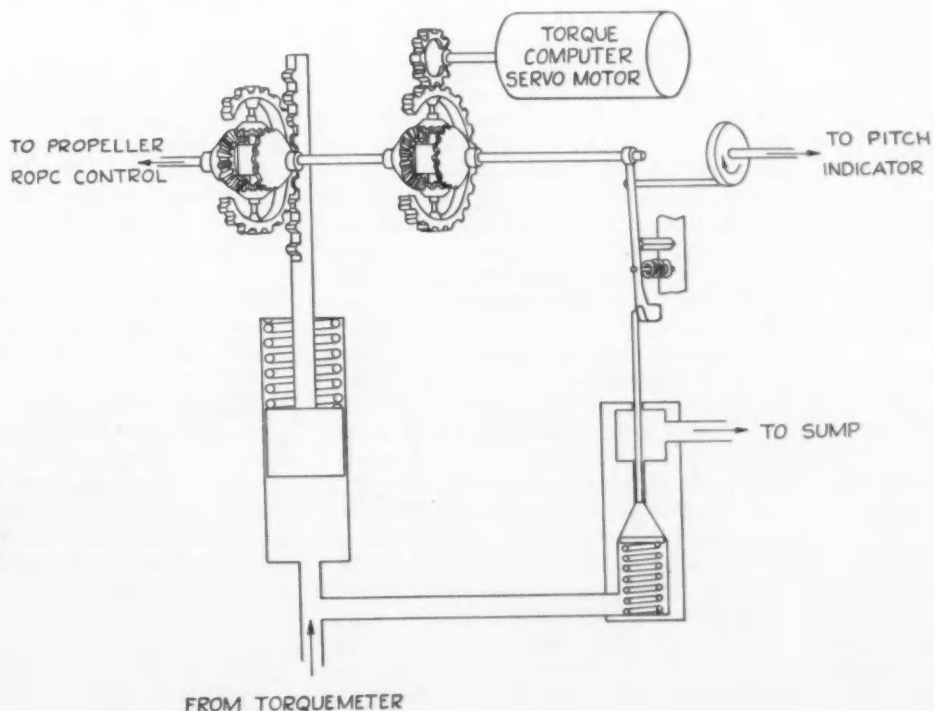 TORQUE
COMPUTER
SERVO MOTOR
TO PROPELLER
ROPC CONTROL
TO PITCH
INDICATOR
TO SUMP
FROM TORQUEMETER